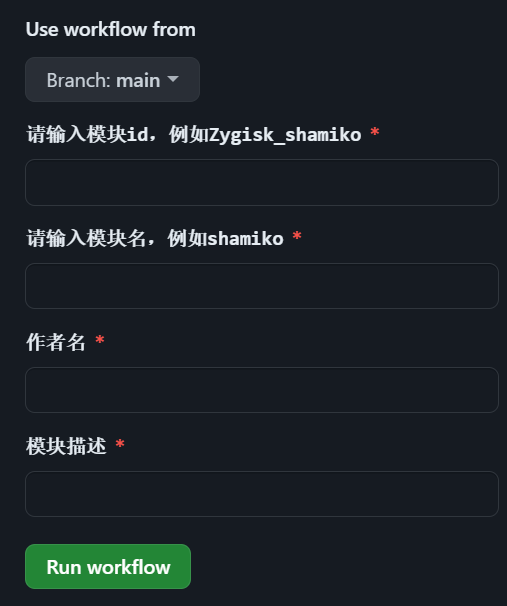 Use workflow from
Branch: main
请输入模块id，例如Zygisk_shamiko *
请输入模块名，例如shamiko *
作者名 *
模块描述 *
Run workflow